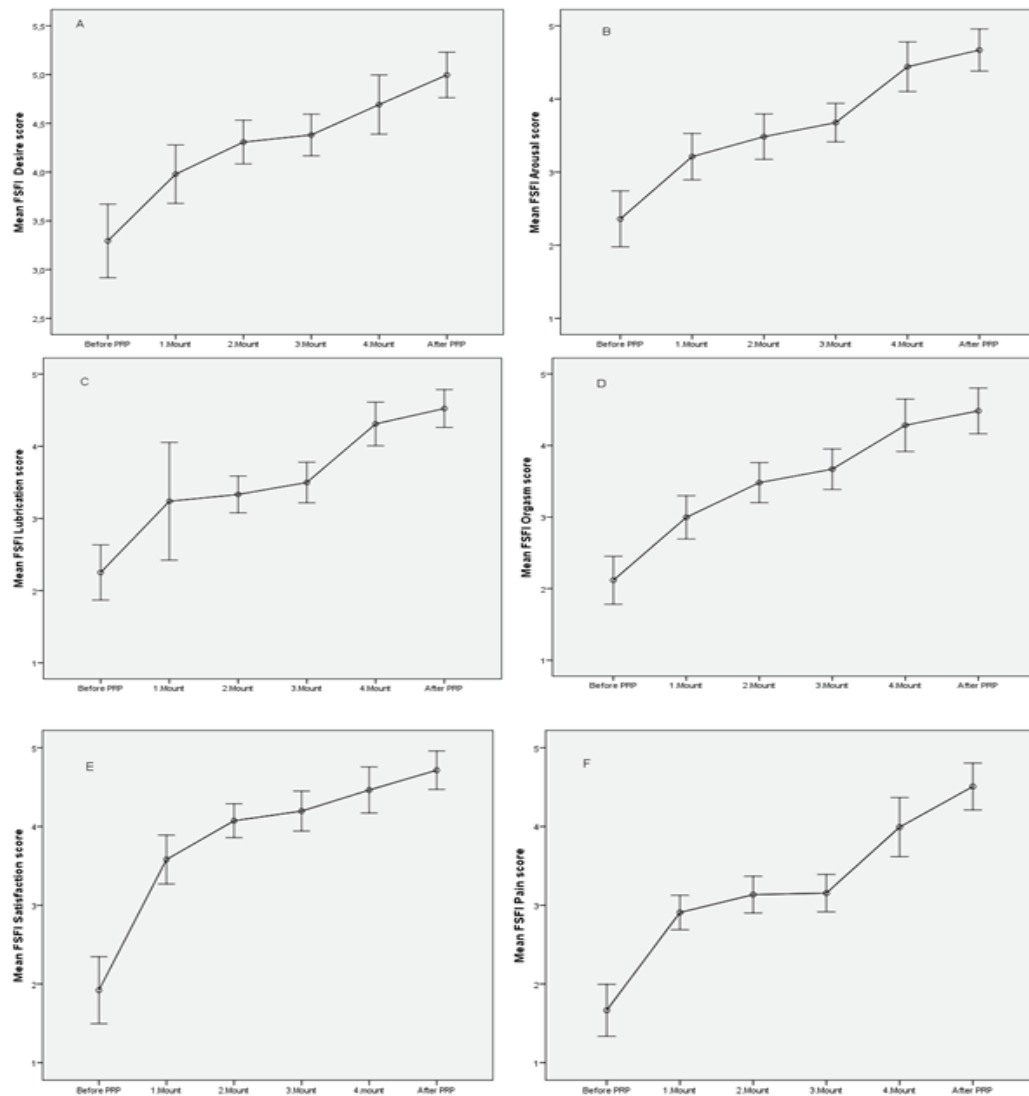 A
Mean FSFI Desire score
5,5
5,0
4,5
4,0
3,5
3,0
2,5
Before PRP 1.Mount 2.Mount 3.Mount 4.Mount After PRP
B
Mean FSFI Arousal score
5
4
3
2
1
Before PRP 1.Mount 2.Mount 3.Mount 4.Mount After PRP
C
Mean FSFI Lubrication score
5
4
3
2
1
Before PRP 1.Mount 2.Mount 3.Mount 4.Mount After PRP
D
Mean FSFI Orgasm score
5
4
3
2
1
Before PRP 1.Mount 2.Mount 3.Mount 4.Mount After PRP
E
Mean FSFI Satisfaction score
5
4
3
2
1
Before PRP 1.Mount 2.Mount 3.Mount 4.mount After PRP
F
Mean FSFI Pain score
5
4
3
2
1
Before PRP 1.Mount 2.Mount 3.Mount 4.Mount After PRP